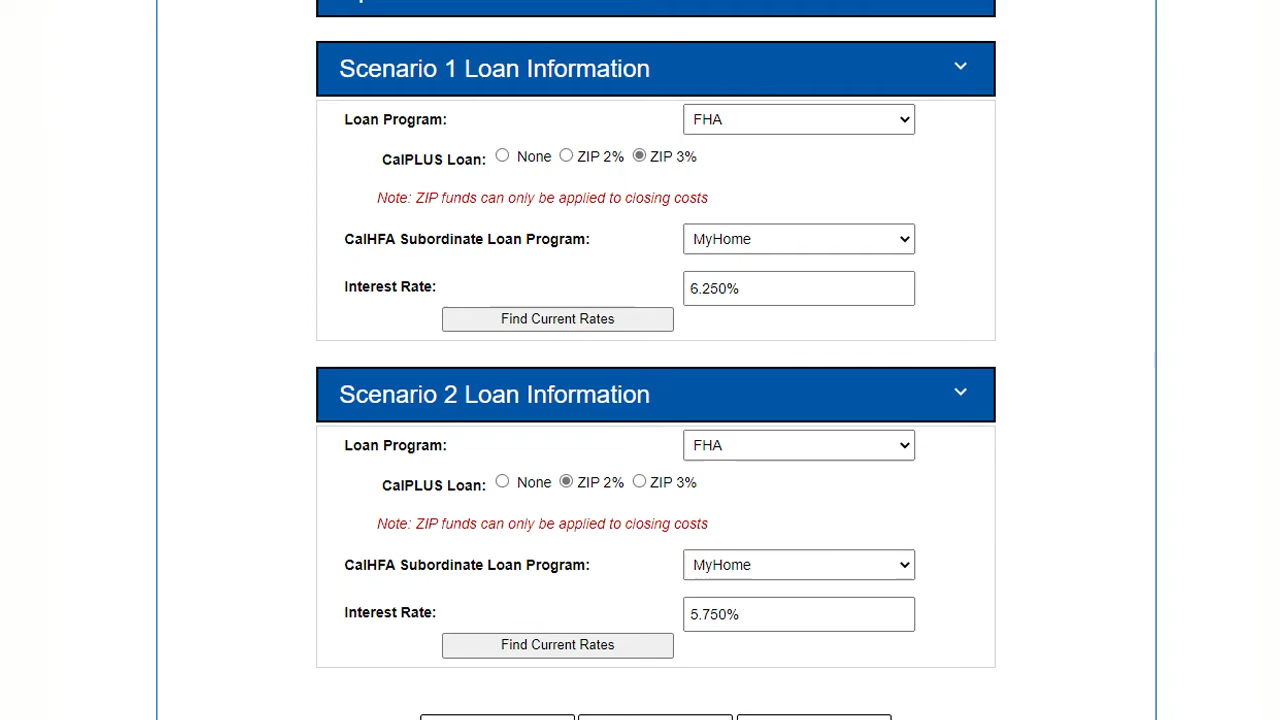 Scenario 1 Loan Information
Loan Program: FHA
CalPLUS Loan: None ZIP 2% ZIP 3%
Note: ZIP funds can only be applied to closing costs
CalHFA Subordinate Loan Program: MyHome
Interest Rate: 6.250%
Find Current Rates
Scenario 2 Loan Information
Loan Program: FHA
CalPLUS Loan: None ZIP 2% ZIP 3%
Note: ZIP funds can only be applied to closing costs
CalHFA Subordinate Loan Program: MyHome
Interest Rate: 5.750%
Find Current Rates